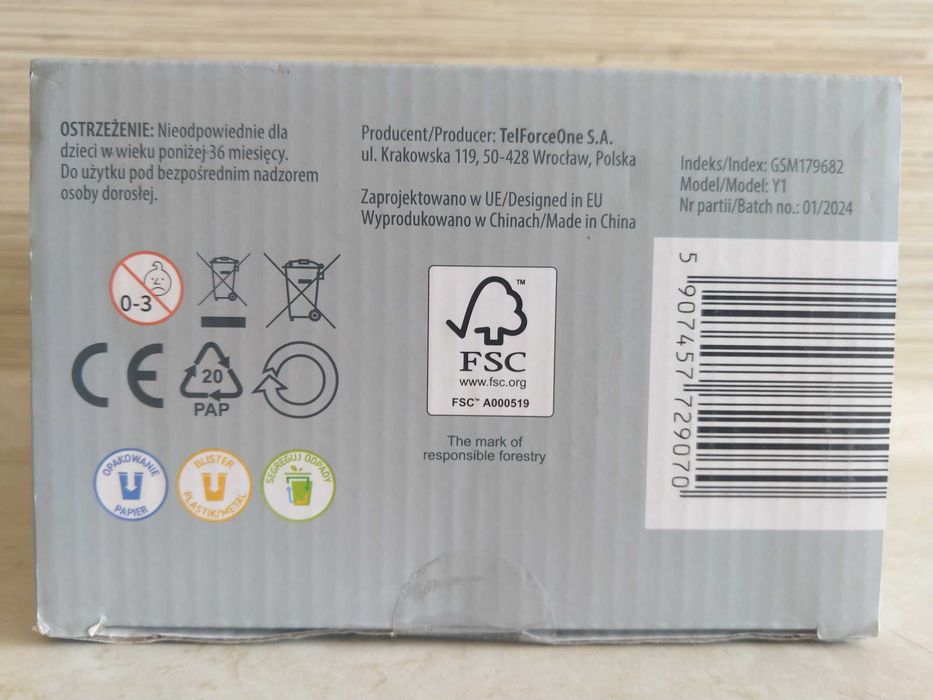 OSTRZEŻENIE: Nieodpowiednie dla
dzieci w wieku poniżej 36 miesięcy.
Do użytku pod bezpośrednim nadzorem
osoby dorosłej.
Producent/Producer: TelForceOne S.A.
ul. Krakowska 119, 50-428 Wrocław, Polska
Zaprojektowano w UE/Designed in EU
Wyprodukowano w Chinach/Made in China
Indeks/Index: GSM179682
Model/Model: Y1
Nr partii/Batch no.: 01/2024
0-3
CE
20
PAP
OPAKOWANIE
PAPIER
BLISTER
PLASTIK/METAL
SEGREGUJ ODPADY
TM
FSC
www.fsc.org
FSC™ A000519
The mark of
responsible forestry
5 907457 729070